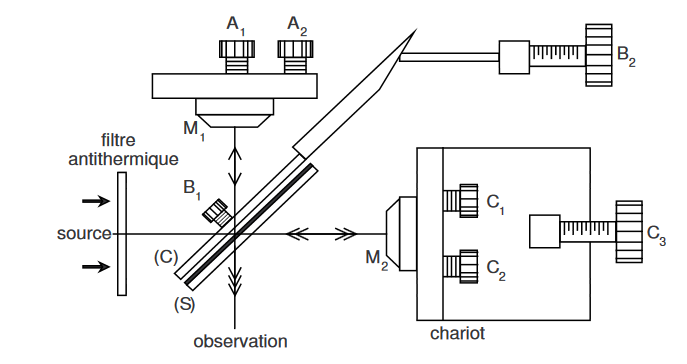 A1
A2
B2
M1
filtre
antithermique
B1
C1
source
C3
(C)
M2
C2
(S)
chariot
observation